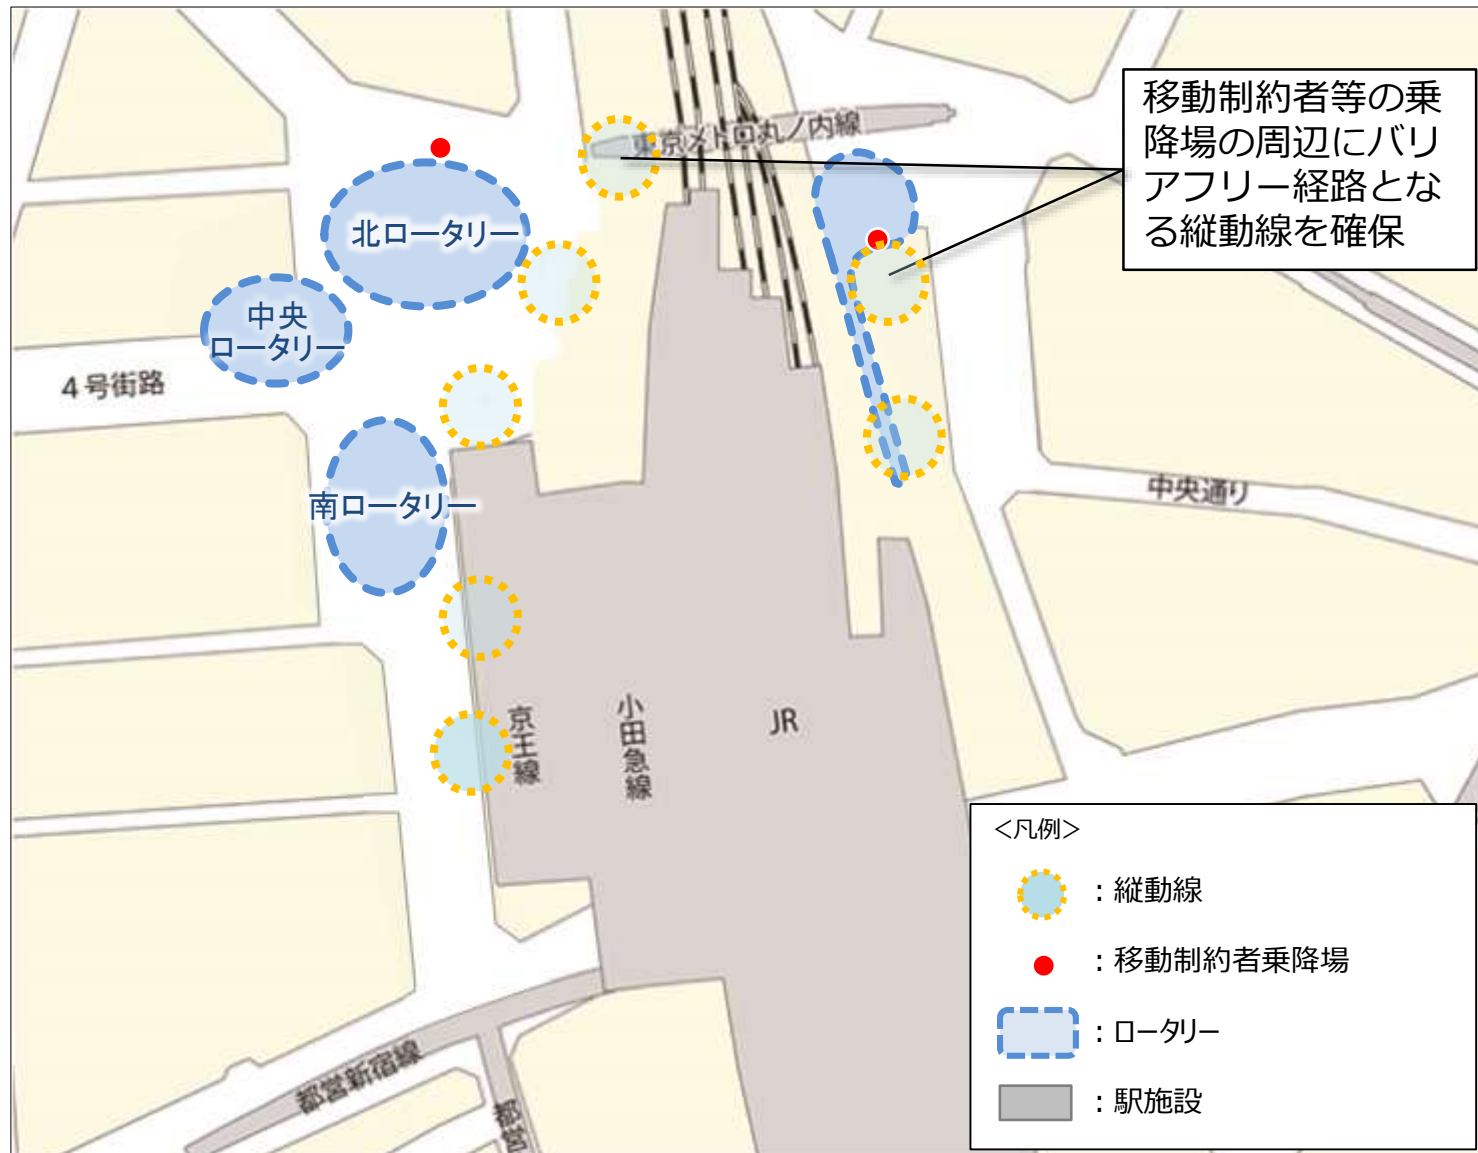 東京メトロ丸ノ内線
移動制約者等の乗
降場の周辺にバリ
アフリー経路とな
る縦動線を確保
北ロータリー
中央
ロータリー
4号街路
南ロータリー
中央通り
京王線
小田急線
JR
都営新宿線
都営
<凡例>
：縦動線
：移動制約者乗降場
：ロータリー
：駅施設